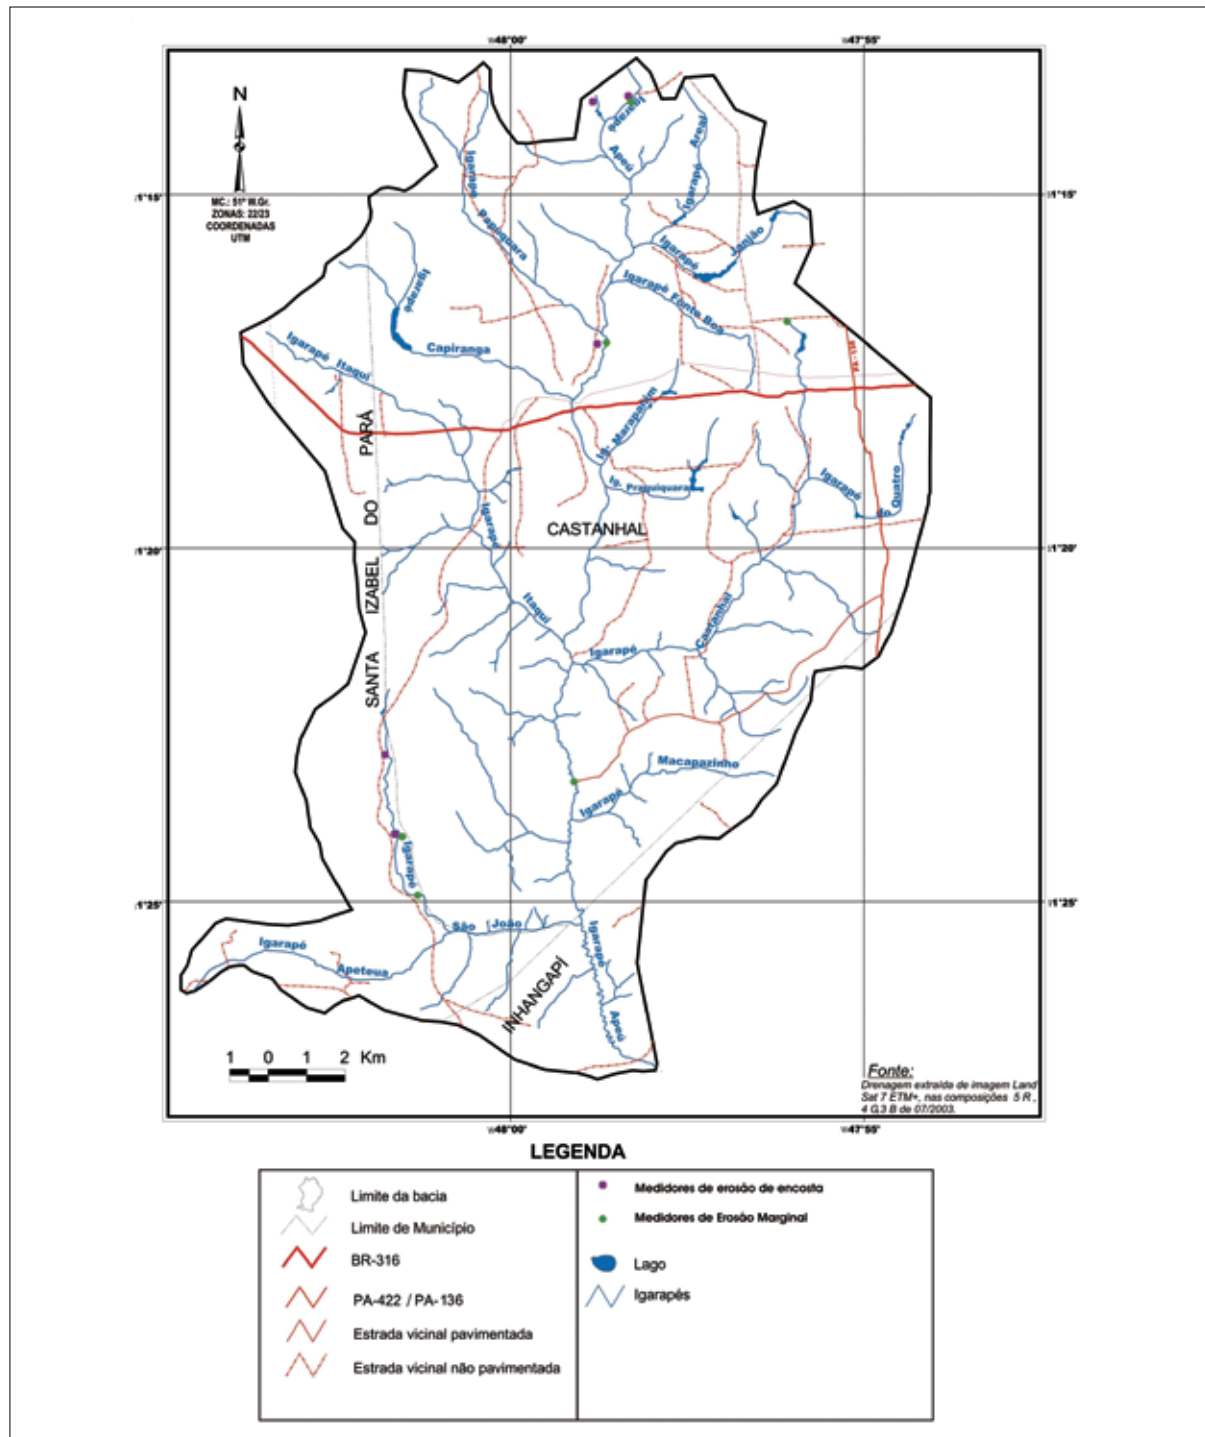 48°00'
47°55'
N
MC.: 51º W.Gr.
ZONAS: 22/23
COORDENADAS
UTM
1°15'
1°15'
Igarapé
Apeú
Igarapé Areal
Igarapé Janjão
Igarapé
Igarapé Fonte Boa
Igarapé
Capiranga
Igarapé Itaqui
Ig.
Ig.
Igarapé
do Quatro
SANTA IZABEL DO PARÁ
CASTANHAL
1°20'
1°20'
Igarapé
Itaqui
Igarapé Castanhal
Igarapé Macapazinho
Igarapé
São João
1°25'
1°25'
Igarapé
Apeteua
Igarapé
Apeú
INHANGAPÍ
1 0 1 2 Km
Fonte:
Drenagem extraída de imagem Land
Sat 7 ETM+, nas composições 5 R ,
4 G,3 B de 07/2003.
48°00'
47°55'
LEGENDA
Limite da bacia
Limite de Município
BR-316
PA-422 / PA-136
Estrada vicinal pavimentada
Estrada vicinal não pavimentada
Medidores de erosão de encosta
Medidores de Erosão Marginal
Lago
Igarapés